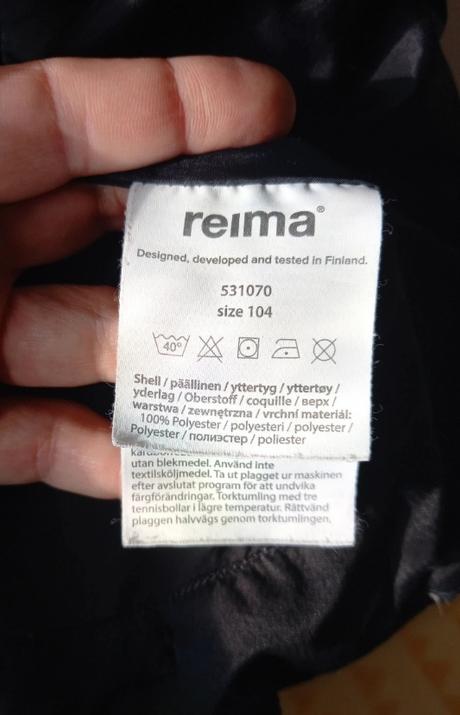 reima®
Designed, developed and tested in Finland.
531070
size 104
40°
Shell / päällinen / yttertyg / yttertøy /
yderlag / Oberstoff / coquille / верх /
warstwa / zewnętrzna / vrchní materiál:
100% Polyester / polyesteri / polyester /
Polyester / полиэстер / poliester
utan blekmedel. Använd inte
textilsköljmedel. Ta ut plagget ur maskinen
efter avslutat program för att undvika
färgförändringar. Torktumling med tre
tennisbollar i lägre temperatur. Rättvänd
plaggen halvvägs genom torktumlingen.